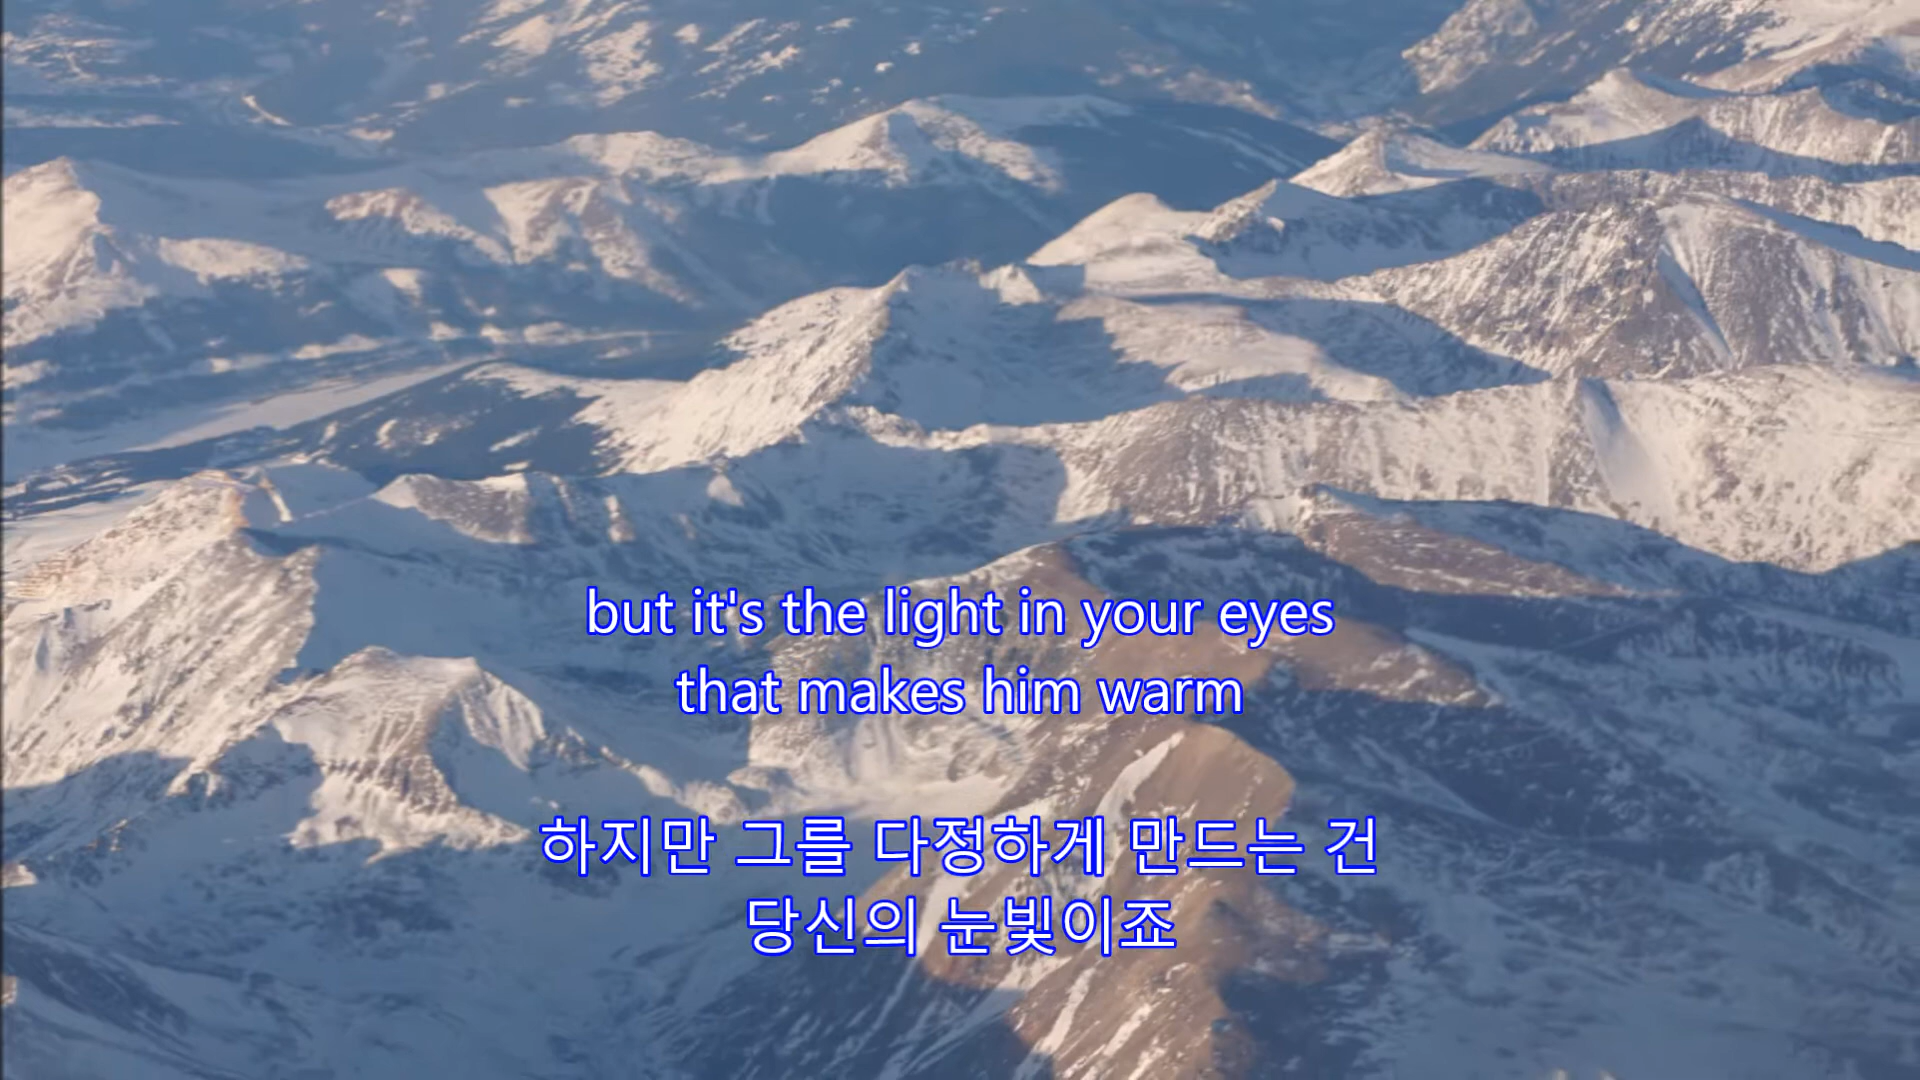 but it's the light in your eyes
that makes him warm
하지만 그를 다정하게 만드는 건
당신의 눈빛이죠